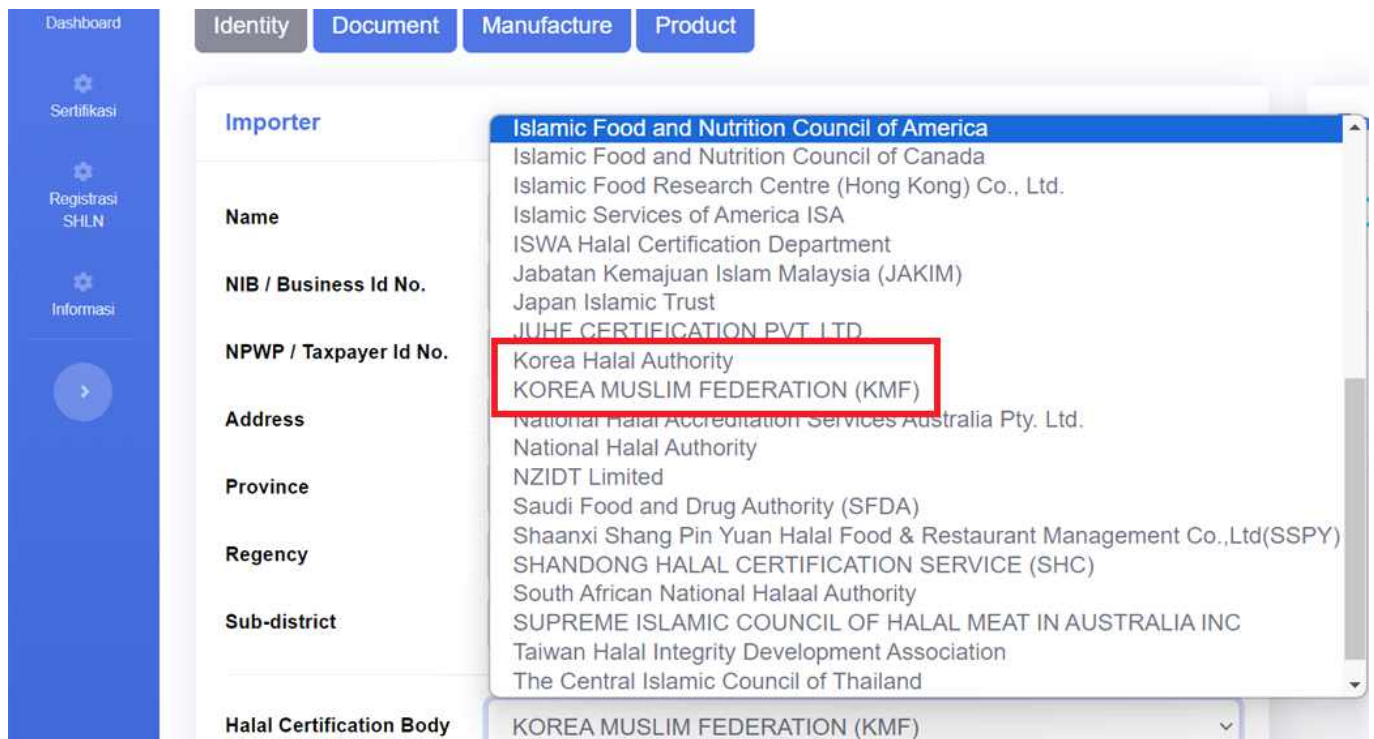 Dashboard
Sertifikasi
Registrasi
SHLN
Informasi
Identity Document Manufacture Product
Importer
Name
NIB / Business Id No.
NPWP / Taxpayer Id No.
Address
Province
Regency
Sub-district
Halal Certification Body
Islamic Food and Nutrition Council of America
Islamic Food and Nutrition Council of Canada
Islamic Food Research Centre (Hong Kong) Co., Ltd.
Islamic Services of America ISA
ISWA Halal Certification Department
Jabatan Kemajuan Islam Malaysia (JAKIM)
Japan Islamic Trust
JUHF CERTIFICATION PVT. LTD
Korea Halal Authority
KOREA MUSLIM FEDERATION (KMF)
National Halal Accreditation Services Australia Pty. Ltd.
National Halal Authority
NZIDT Limited
Saudi Food and Drug Authority (SFDA)
Shaanxi Shang Pin Yuan Halal Food & Restaurant Management Co.,Ltd(SSPY)
SHANDONG HALAL CERTIFICATION SERVICE (SHC)
South African National Halaal Authority
SUPREME ISLAMIC COUNCIL OF HALAL MEAT IN AUSTRALIA INC
Taiwan Halal Integrity Development Association
The Central Islamic Council of Thailand
KOREA MUSLIM FEDERATION (KMF)